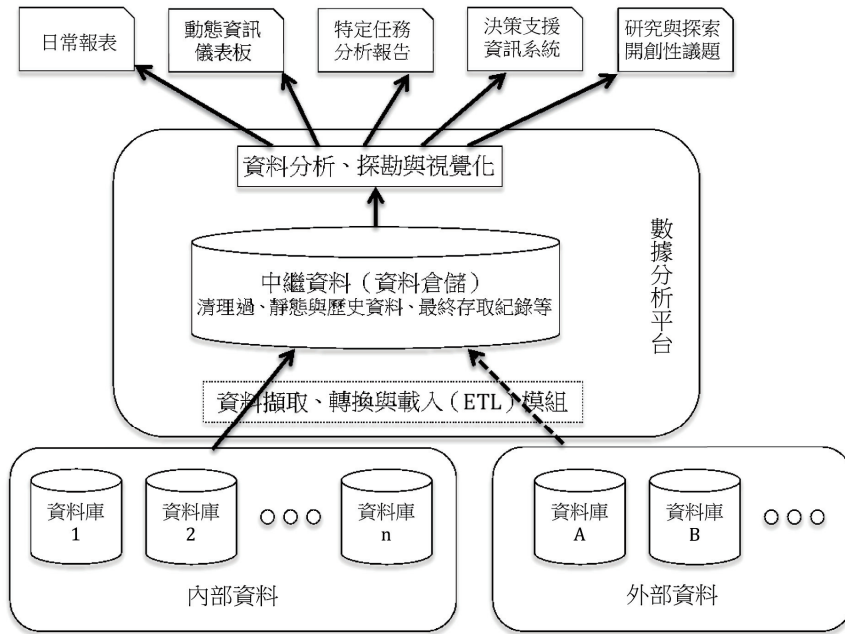 日常報表
動態資訊
儀表板
特定任務
分析報告
決策支援
資訊系統
研究與探索
開創性議題
資料分析、探勘與視覺化
數據分析平台
中繼資料（資料倉儲）
清理過、靜態與歷史資料、最終存取紀錄等
資料擷取、轉換與載入（ETL）模組
資料庫
1
資料庫
2
資料庫
n
內部資料
資料庫
A
資料庫
B
外部資料